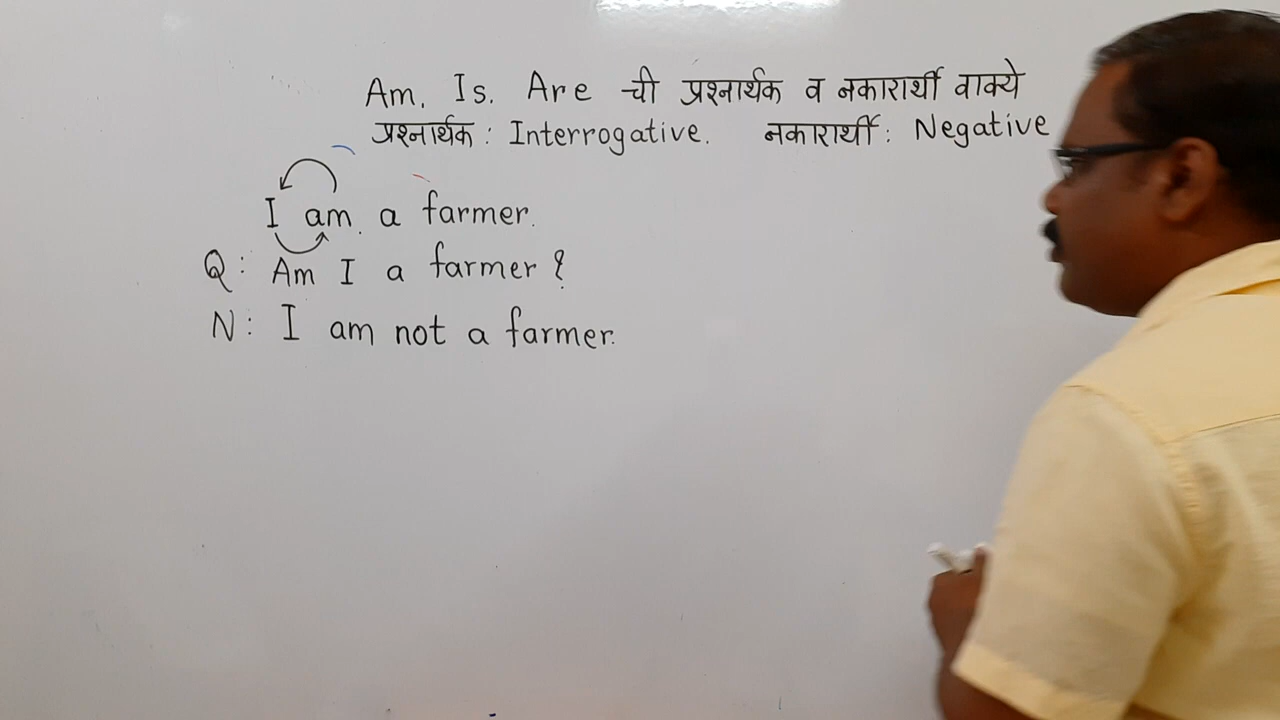 Am. Is. Are ची प्रश्नार्थक व नकारार्थी वाक्ये
प्रश्नार्थक : Interrogative. नकारार्थी : Negative
I am a farmer.
Q: Am I a farmer ?
N: I am not a farmer.